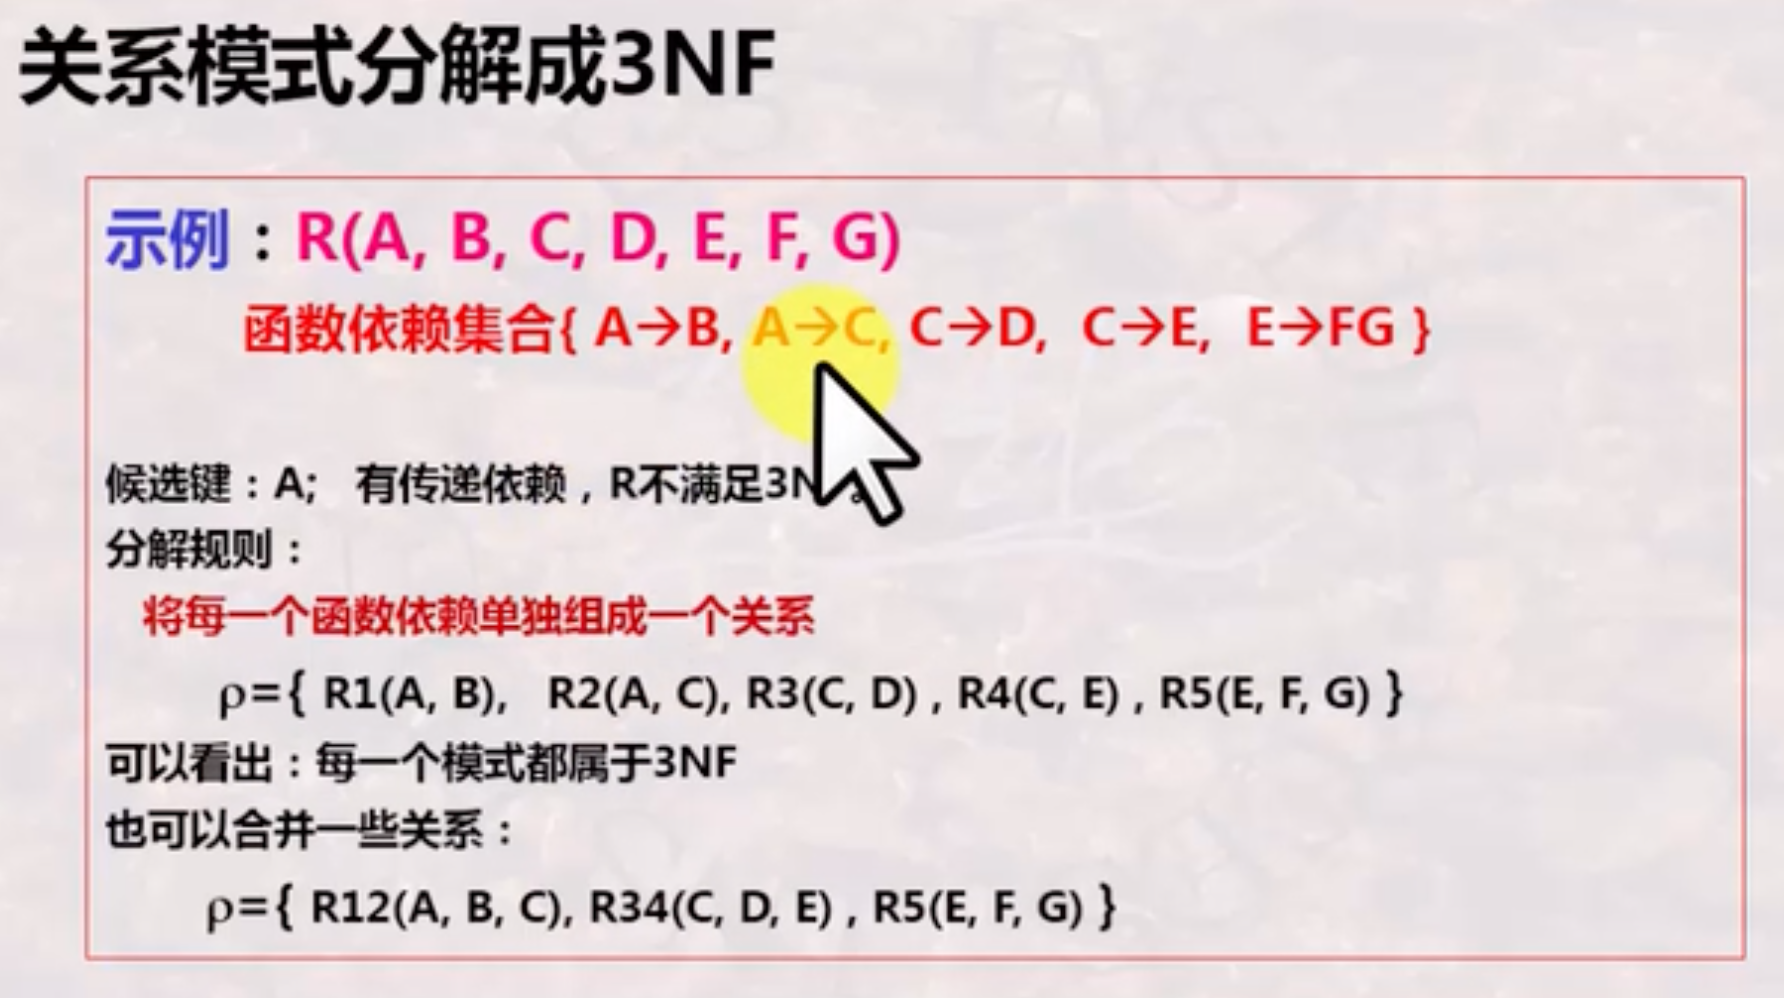 关系模式分解成3NF
示例：R(A, B, C, D, E, F, G)
函数依赖集合{ A→B, A→C, C→D, C→E, E→FG }
候选键：A; 有传递依赖，R不满足3N
分解规则：
将每一个函数依赖单独组成一个关系
ρ={ R1(A, B), R2(A, C), R3(C, D) , R4(C, E) , R5(E, F, G) }
可以看出：每一个模式都属于3NF
也可以合并一些关系：
ρ={ R12(A, B, C), R34(C, D, E) , R5(E, F, G) }